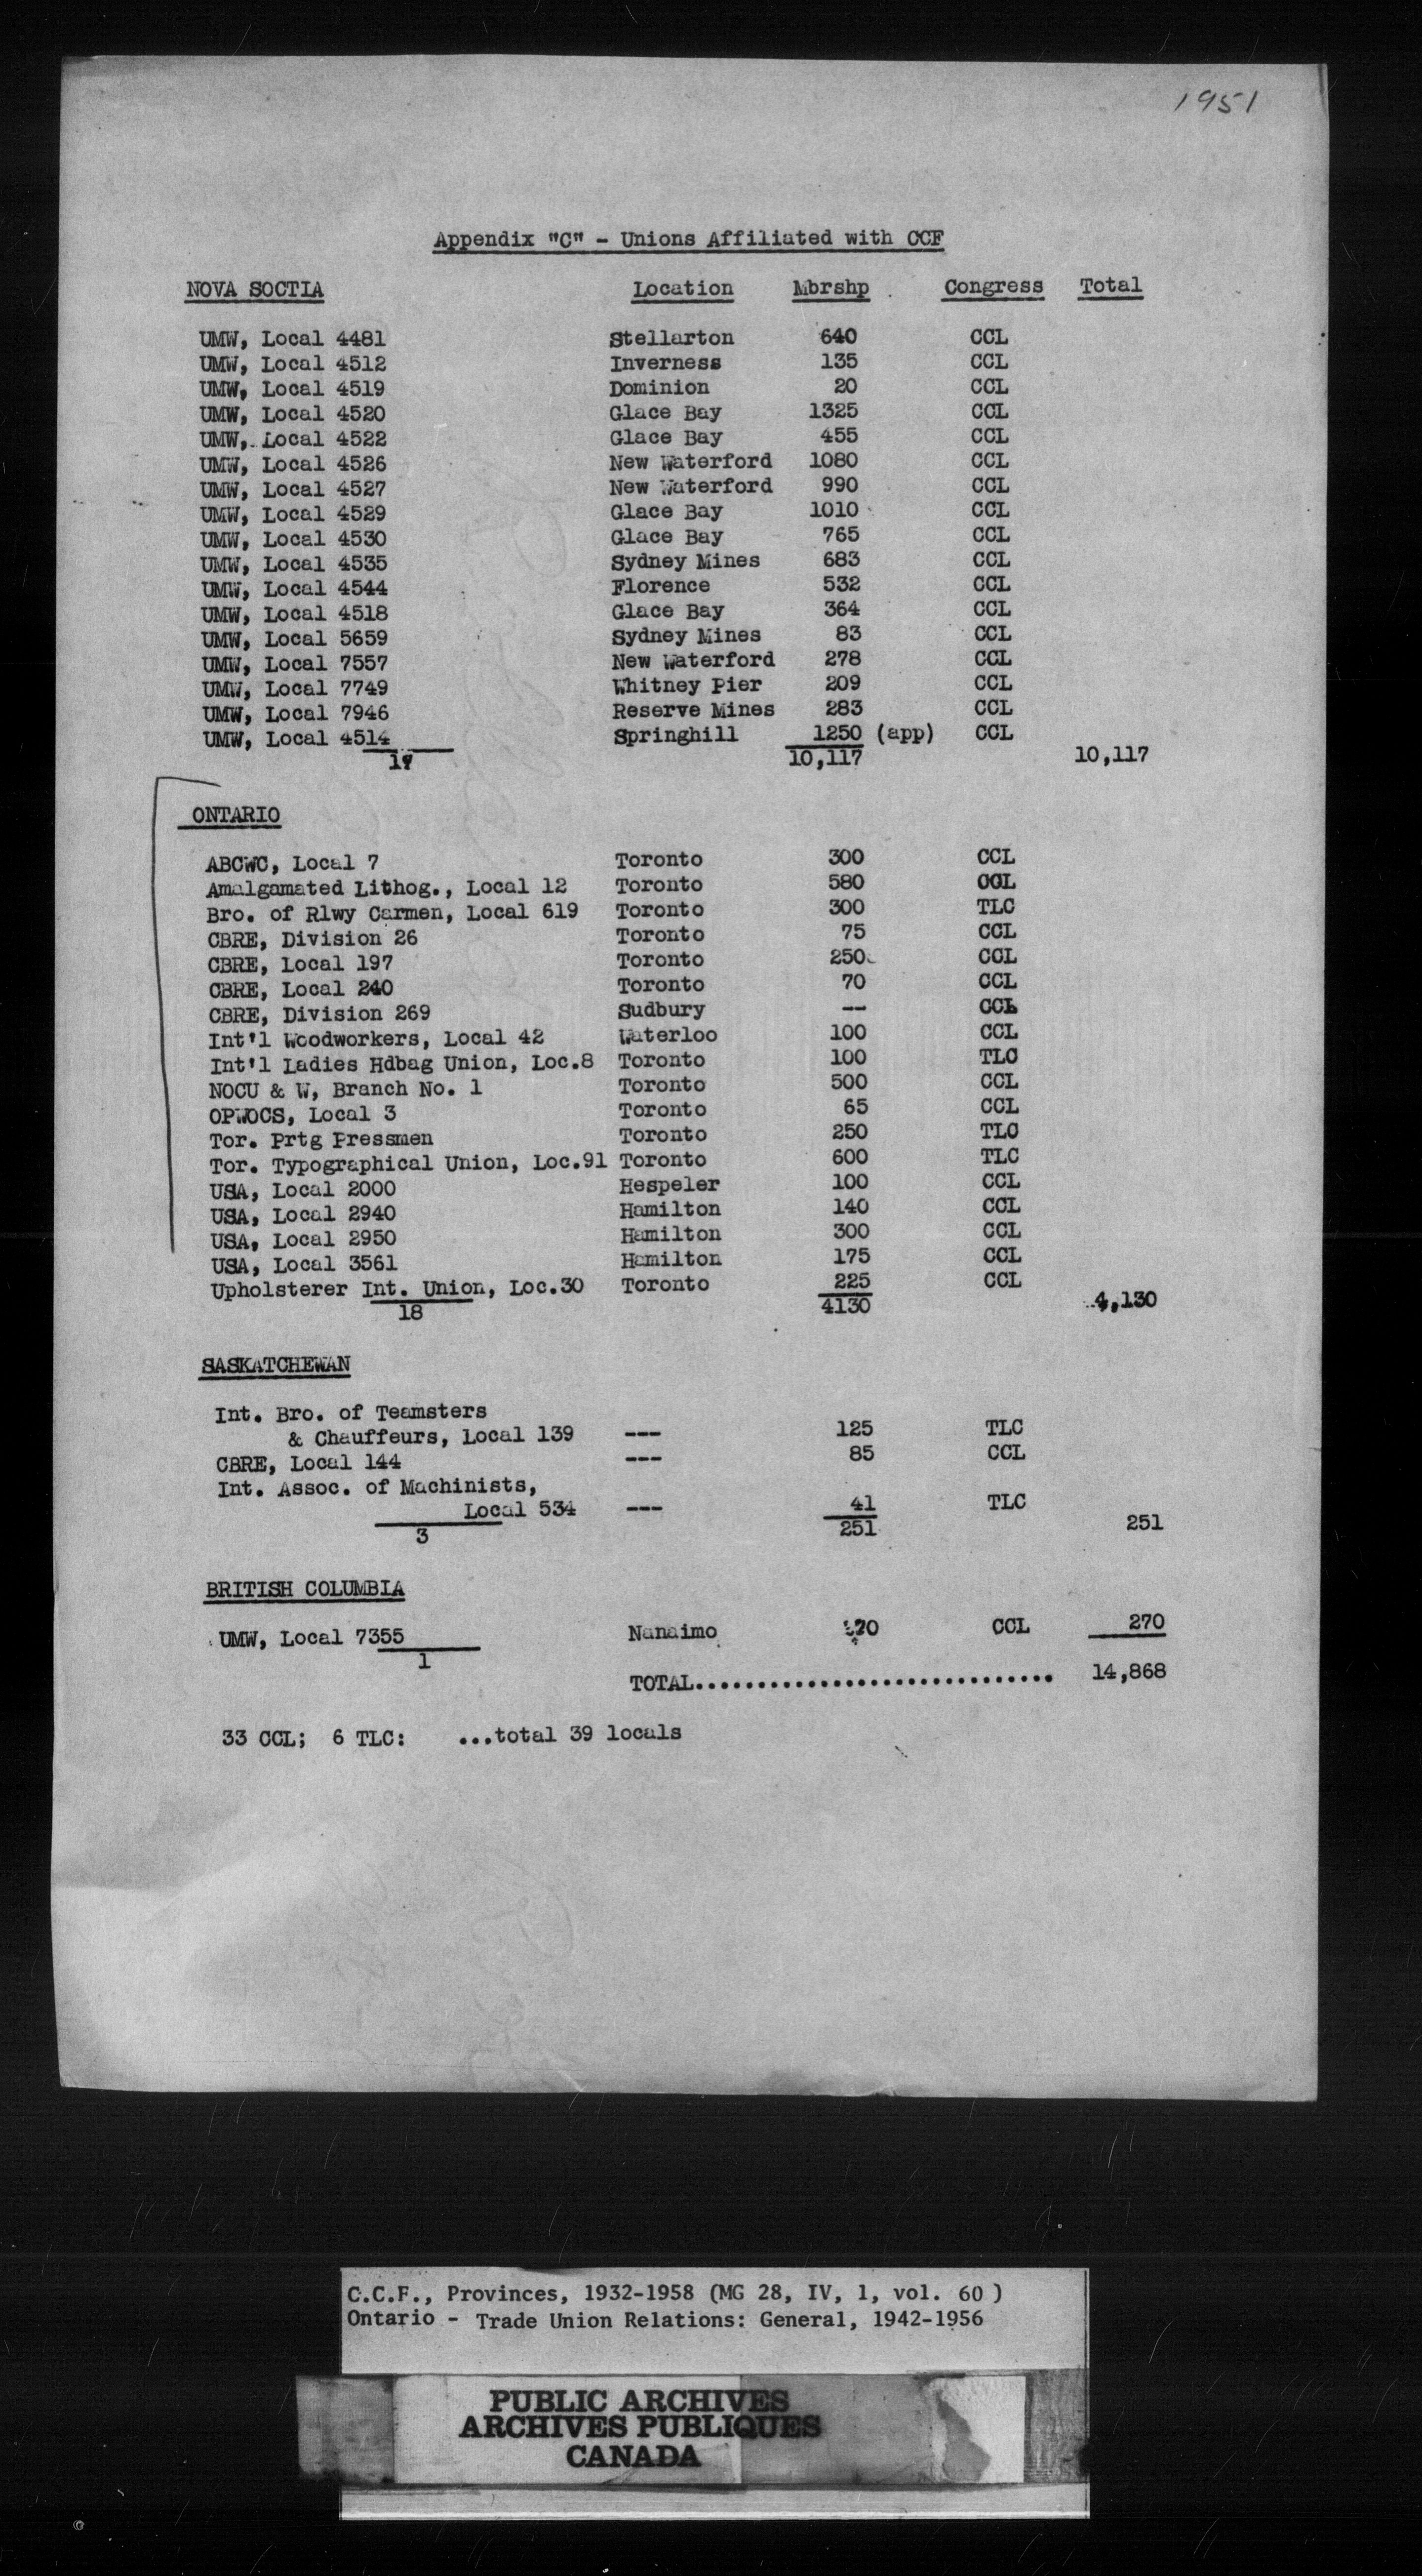 1951
Appendix "C" - Unions Affiliated with CCF
NOVA SOCTIA Location Mbrshp Congress Total
UMW, Local 4481 Stellarton 640 CCL
UMW, Local 4512 Inverness 135 CCL
UMW, Local 4519 Dominion 20 CCL
UMW, Local 4520 Glace Bay 1325 CCL
UMW, Local 4522 Glace Bay 455 CCL
UMW, Local 4526 New Waterford 1080 CCL
UMW, Local 4527 New Waterford 990 CCL
UMW, Local 4529 Glace Bay 1010 CCL
UMW, Local 4530 Glace Bay 765 CCL
UMW, Local 4535 Sydney Mines 683 CCL
UMW, Local 4544 Florence 532 CCL
UMW, Local 4518 Glace Bay 364 CCL
UMW, Local 5659 Sydney Mines 83 CCL
UMW, Local 7557 New Waterford 278 CCL
UMW, Local 7749 Whitney Pier 209 CCL
UMW, Local 7946 Reserve Mines 283 CCL
UMW, Local 4514 Springhill 1250 (app) CCL
17 10,117 10,117
ONTARIO
ABCWC, Local 7 Toronto 300 CCL
Amalgamated Lithog., Local 12 Toronto 580 CCL
Bro. of Rlwy Carmen, Local 619 Toronto 300 TLC
CBRE, Division 26 Toronto 75 CCL
CBRE, Local 197 Toronto 250 CCL
CBRE, Local 240 Toronto 70 CCL
CBRE, Division 269 Sudbury -- CCL
Int'l Woodworkers, Local 42 Waterloo 100 CCL
Int'l Ladies Hdbag Union, Loc.8 Toronto 100 TLC
NOCU & W, Branch No. 1 Toronto 500 CCL
OPWOCS, Local 3 Toronto 65 CCL
Tor. Prtg Pressmen Toronto 250 TLC
Tor. Typographical Union, Loc.91 Toronto 600 TLC
USA, Local 2000 Hespeler 100 CCL
USA, Local 2940 Hamilton 140 CCL
USA, Local 2950 Hamilton 300 CCL
USA, Local 3561 Hamilton 175 CCL
Upholsterer Int. Union, Loc.30 Toronto 225 CCL
18 4130 4,130
SASKATCHEWAN
Int. Bro. of Teamsters
& Chauffeurs, Local 139 --- 125 TLC
CBRE, Local 144 --- 85 CCL
Int. Assoc. of Machinists,
Local 534 --- 41 TLC
3 251 251
BRITISH COLUMBIA
UMW, Local 7355 Nanaimo 370 CCL 270
1
TOTAL............................. 14,868
33 CCL; 6 TLC: ...total 39 locals
C.C.F., Provinces, 1932-1958 (MG 28, IV, 1, vol. 60 )
Ontario - Trade Union Relations: General, 1942-1956
PUBLIC ARCHIVES
ARCHIVES PUBLIQUES
CANADA